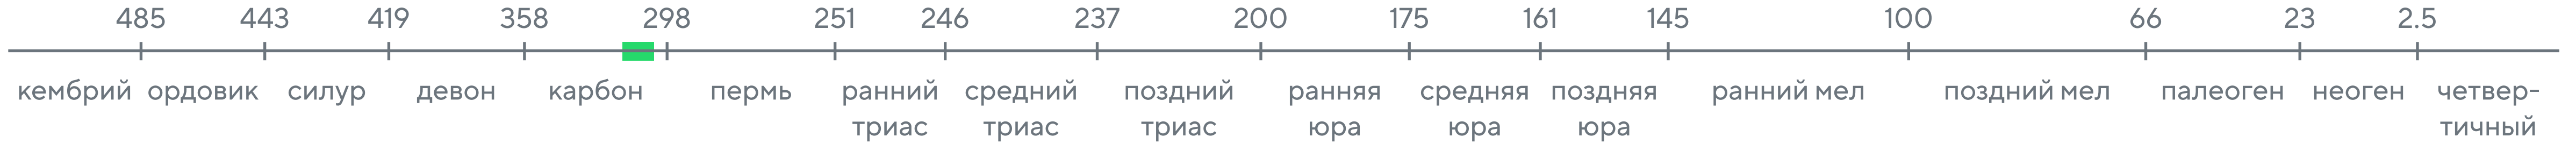 485 443 419 358 298 251 246 237 200 175 161 145 100 66 23 2.5
кембрий ордовик силур девон карбон пермь ранний средний поздний ранняя средняя поздняя ранний мел поздний мел палеоген неоген четвер-
триас триас триас юра юра юра тичный